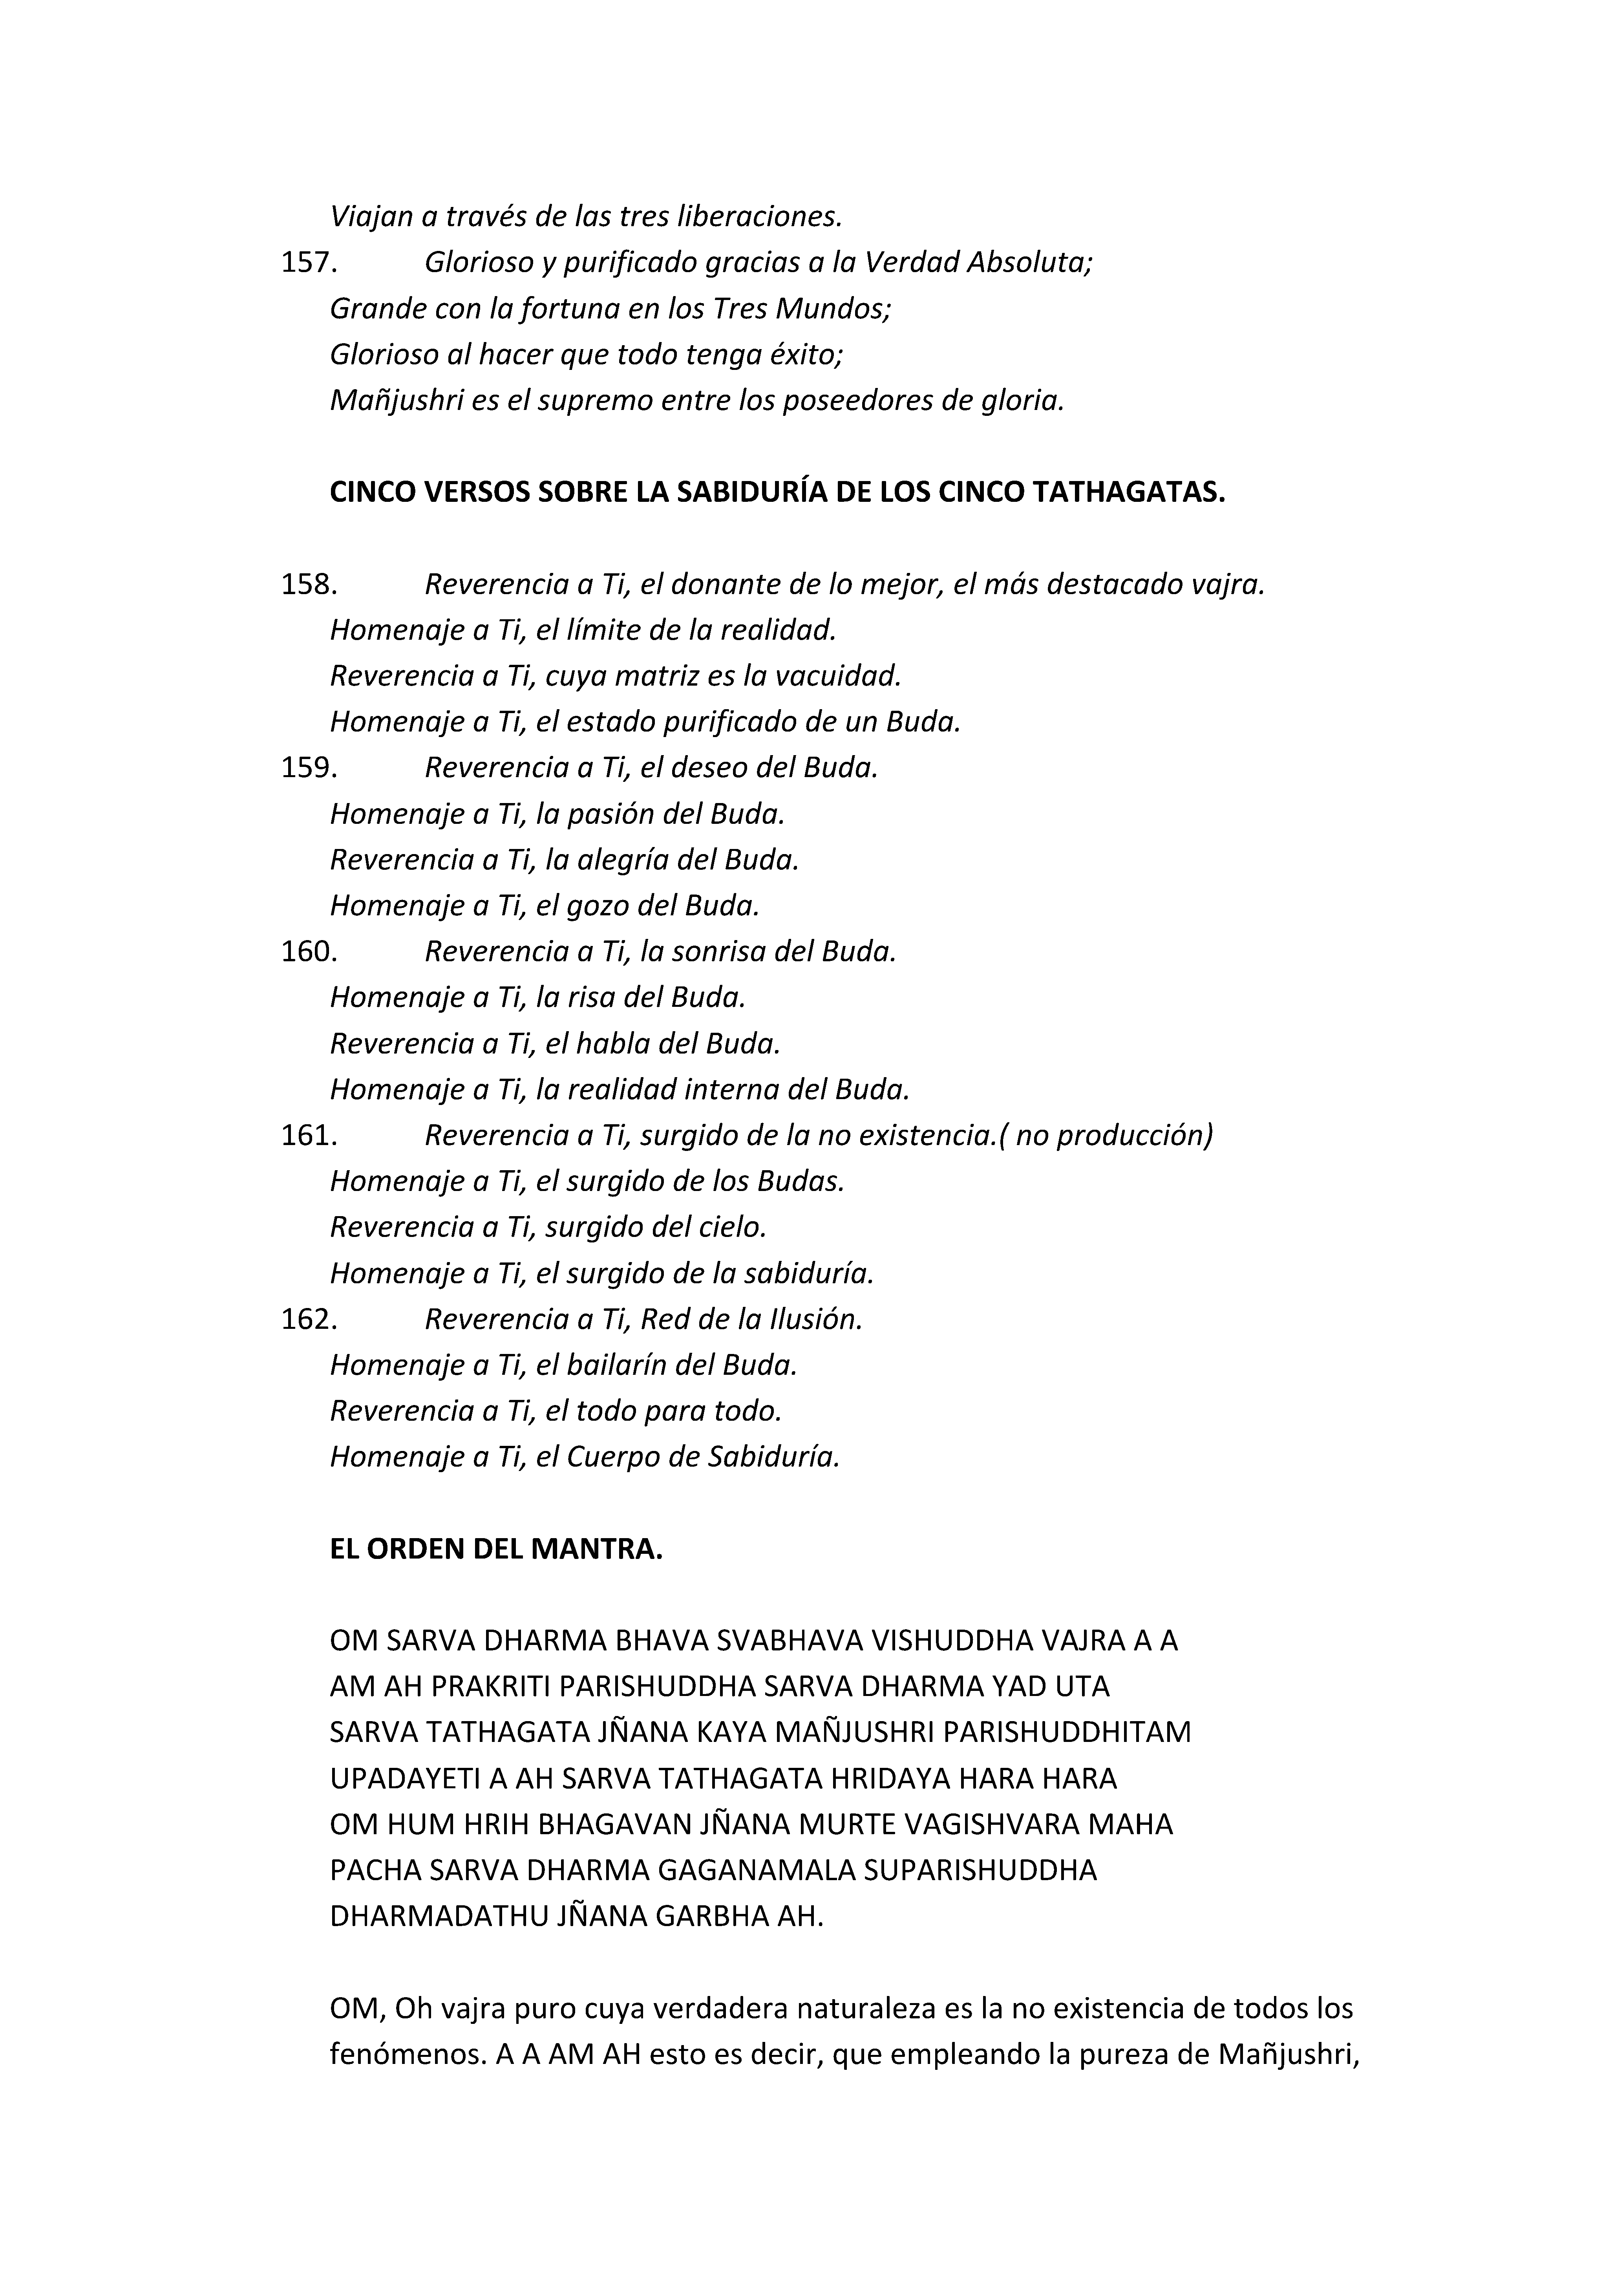 Viajan a través de las tres liberaciones.
157. Glorioso y purificado gracias a la Verdad Absoluta;
Grande con la fortuna en los Tres Mundos;
Glorioso al hacer que todo tenga éxito;
Mañjushri es el supremo entre los poseedores de gloria.
CINCO VERSOS SOBRE LA SABIDURÍA DE LOS CINCO TATHAGATAS.
158. Reverencia a Ti, el donante de lo mejor, el más destacado vajra.
Homenaje a Ti, el límite de la realidad.
Reverencia a Ti, cuya matriz es la vacuidad.
Homenaje a Ti, el estado purificado de un Buda.
159. Reverencia a Ti, el deseo del Buda.
Homenaje a Ti, la pasión del Buda.
Reverencia a Ti, la alegría del Buda.
Homenaje a Ti, el gozo del Buda.
160. Reverencia a Ti, la sonrisa del Buda.
Homenaje a Ti, la risa del Buda.
Reverencia a Ti, el habla del Buda.
Homenaje a Ti, la realidad interna del Buda.
161. Reverencia a Ti, surgido de la no existencia.( no producción)
Homenaje a Ti, el surgido de los Budas.
Reverencia a Ti, surgido del cielo.
Homenaje a Ti, el surgido de la sabiduría.
162. Reverencia a Ti, Red de la Ilusión.
Homenaje a Ti, el bailarín del Buda.
Reverencia a Ti, el todo para todo.
Homenaje a Ti, el Cuerpo de Sabiduría.
EL ORDEN DEL MANTRA.
OM SARVA DHARMA BHAVA SVABHAVA VISHUDDHA VAJRA A A
AM AH PRAKRITI PARISHUDDHA SARVA DHARMA YAD UTA
SARVA TATHAGATA JÑANA KAYA MAÑJUSHRI PARISHUDDHITAM
UPADAYETI A AH SARVA TATHAGATA HRIDAYA HARA HARA
OM HUM HRIH BHAGAVAN JÑANA MURTE VAGISHVARA MAHA
PACHA SARVA DHARMA GAGANAMALA SUPARISHUDDHA
DHARMADATHU JÑANA GARBHA AH.
OM, Oh vajra puro cuya verdadera naturaleza es la no existencia de todos los
fenómenos. A A AM AH esto es decir, que empleando la pureza de Mañjushri,